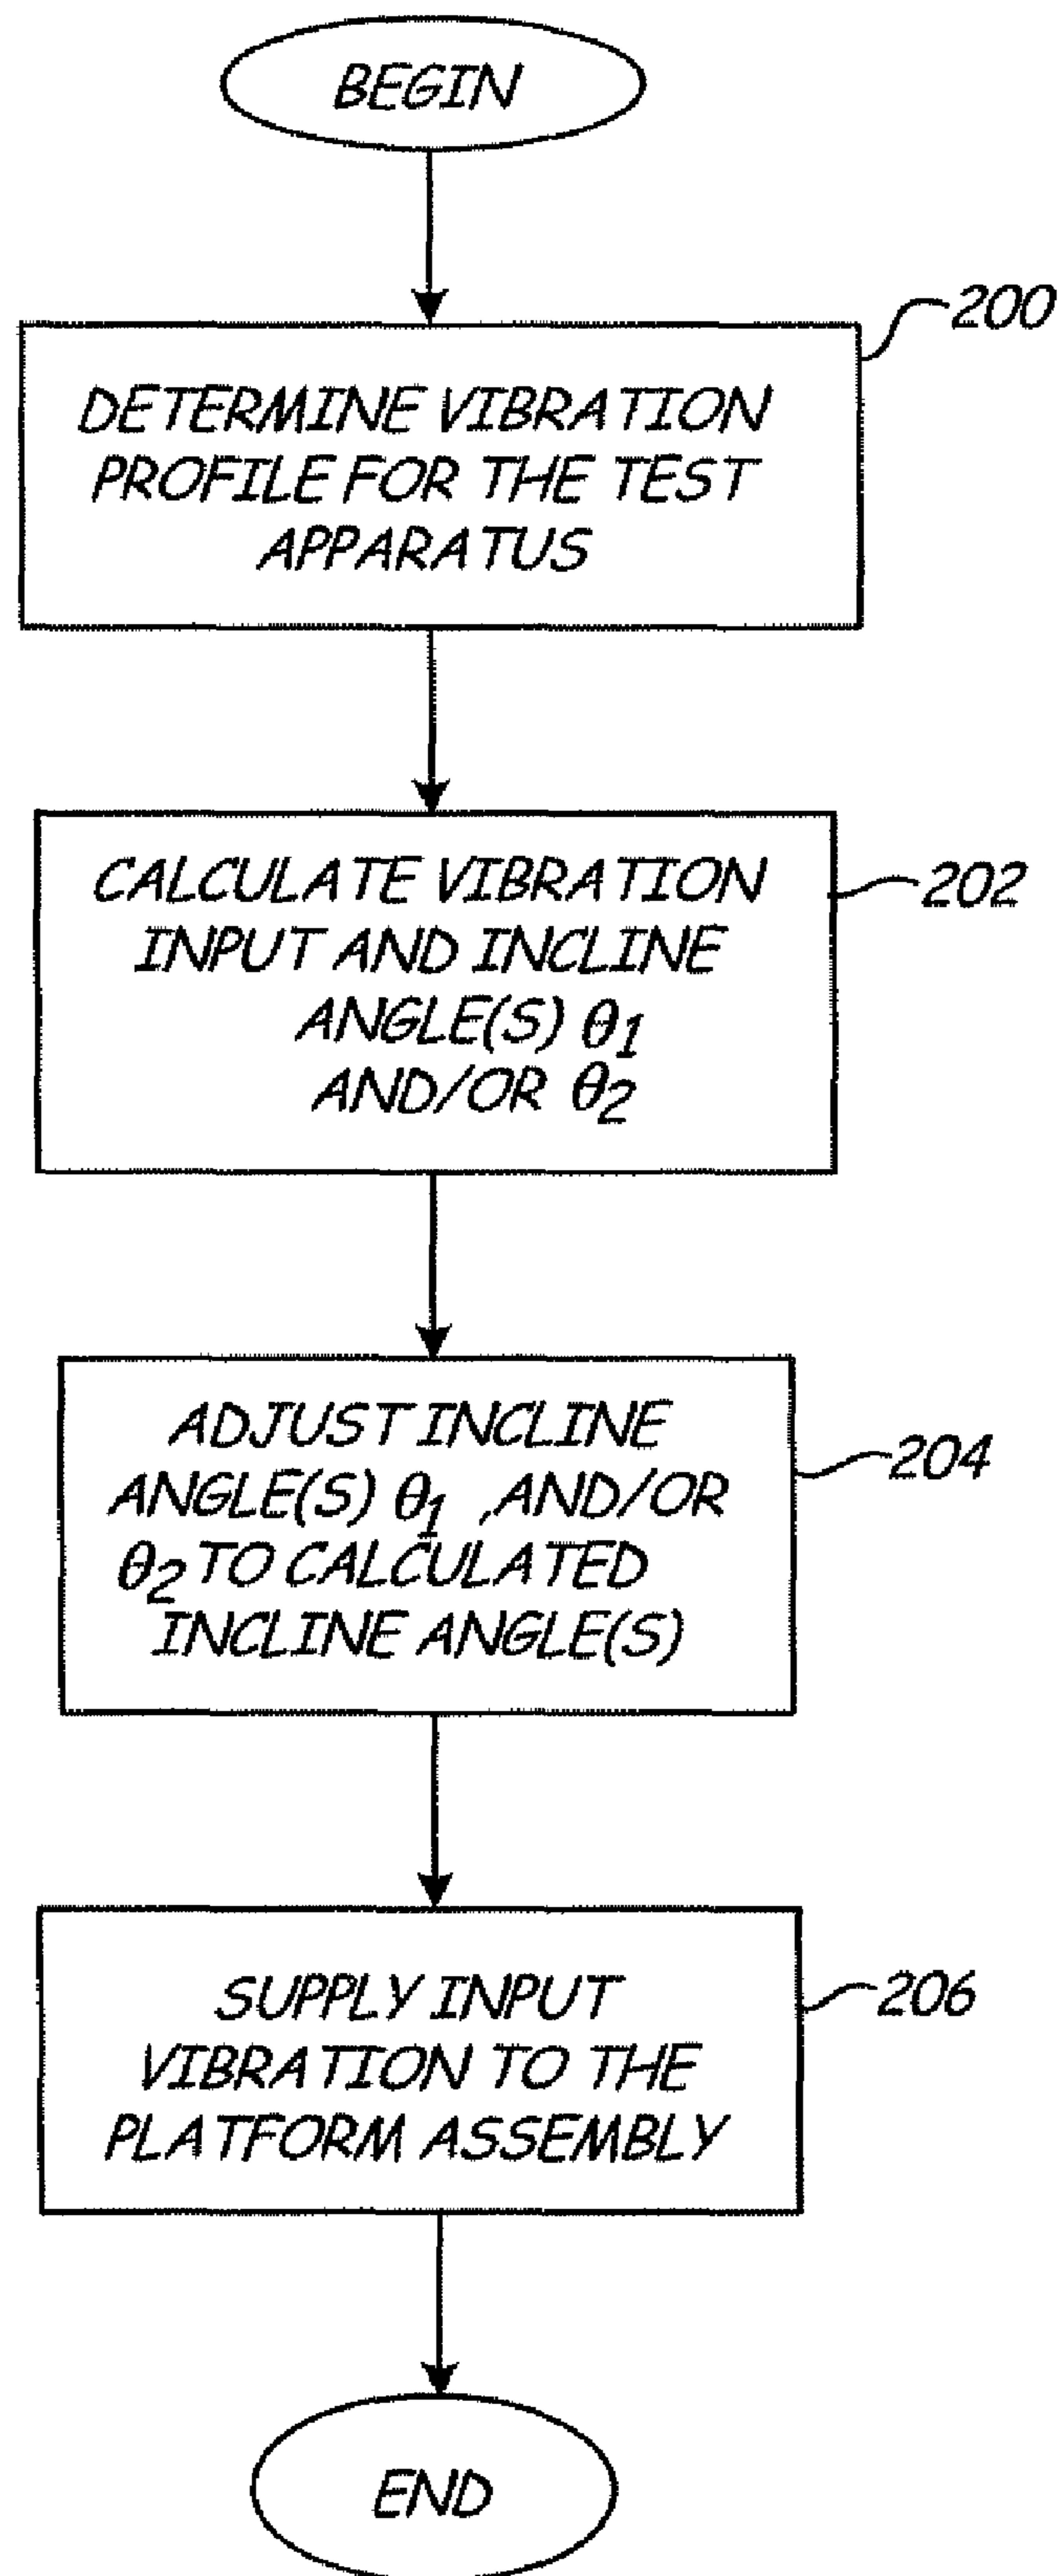 BEGIN
200
DETERMINE VIBRATION
PROFILE FOR THE TEST
APPARATUS
CALCULATE VIBRATION
202
INPUT AND INCLINE
ANGLE(S) θ1
AND/OR θ2
ADJUST INCLINE
204
ANGLE(S) θ1 ,AND/OR
θ2 TO CALCULATED
INCLINE ANGLE(S)
SUPPLY INPUT
206
VIBRATION TO THE
PLATFORM ASSEMBLY
END